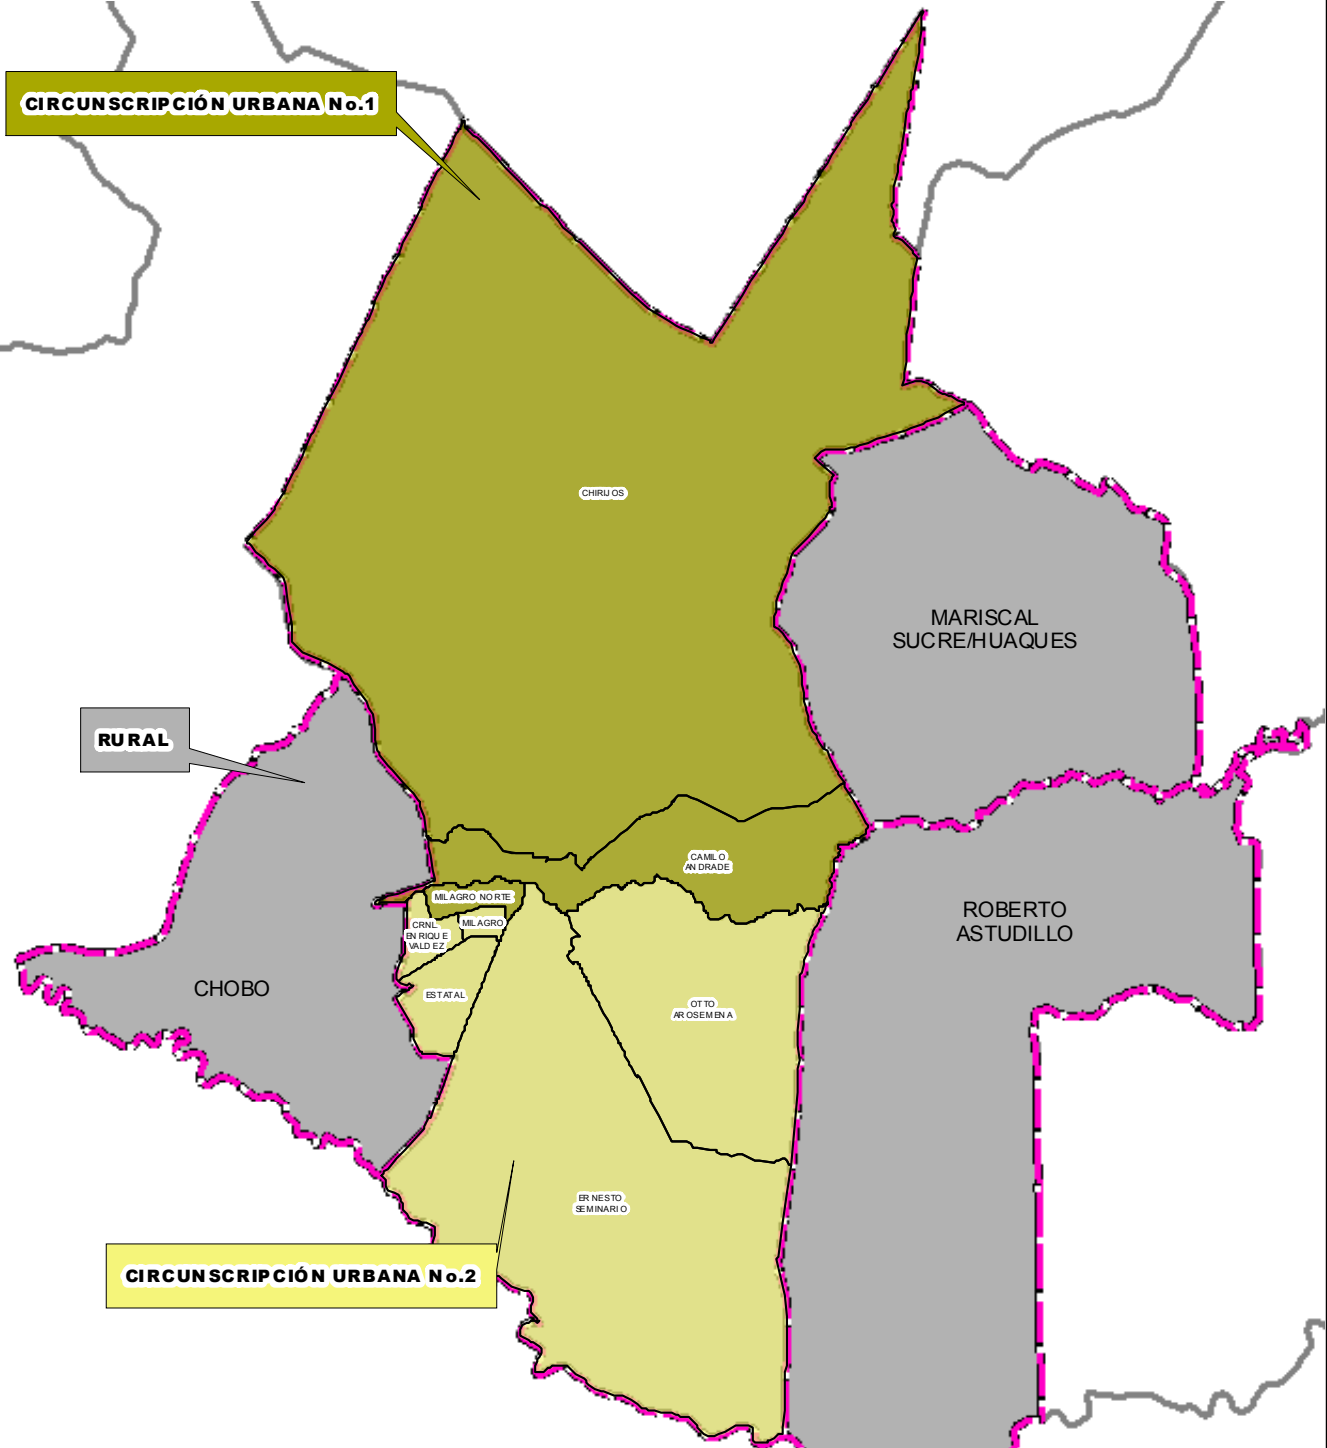 CIRCUNSCRIPCIÓN URBANA No.1
CHIRIJOS
MARISCAL
SUCRE/HUAQUES
RURAL
CAMILO
ANDRADE
MILAGRO NORTE
MILAGRO
CRNL.
ENRIQUE
VALDEZ
ROBERTO
ASTUDILLO
CHOBO
ESTATAL
OTTO
AROSEMENA
ERNESTO
SEMINARIO
CIRCUNSCRIPCIÓN URBANA No.2